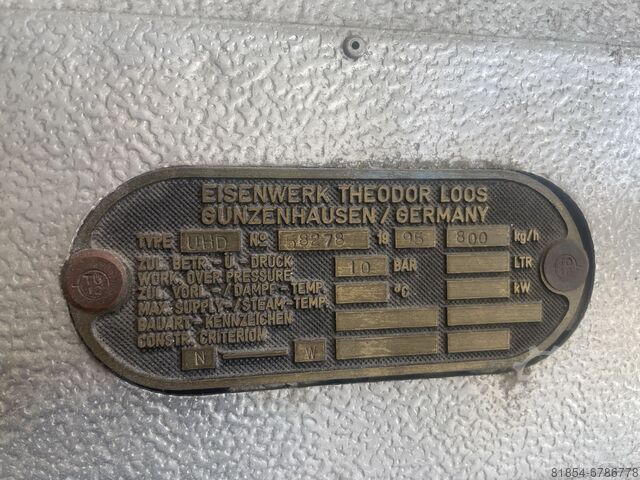 EISENWERK THEODOR LOOS
GUNZENHAUSEN/GERMANY
TYPE UHD Nº 58278 19 95 800 kg/h
ZUL. BETR.-Ü.-DRUCK
WORK. OVER PRESSURE 10 BAR LTR
ZUL. VORL.-/DAMPF-TEMP.
MAX. SUPPLY-/STEAM-TEMP. ºC kW
BAUART-KENNZEICHEN
CONSTR. CRITERION
N W
81854-6786778